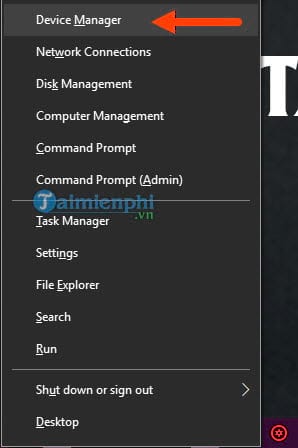 Device Manager
Network Connections
Disk Management
Computer Management
Command Prompt
Command Prompt (Admin)
Taimienphi
.vn
Task Manager
Settings
File Explorer
Search
Run
Shut down or sign out
Desktop